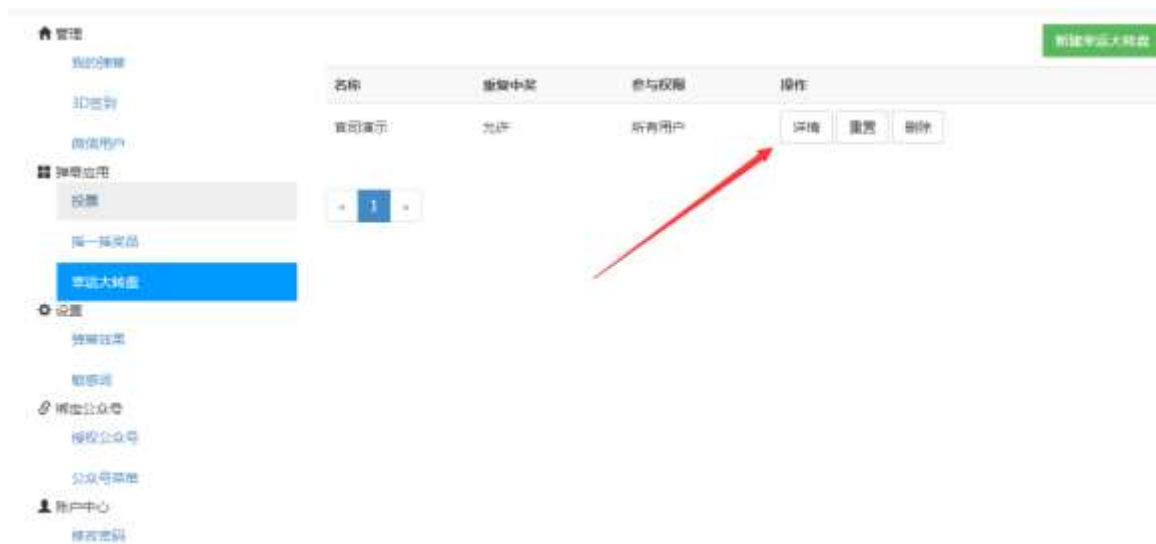 管理
我的弹幕
3D签到
微信用户
弹幕应用
投票
摇一摇奖品
幸运大转盘
设置
弹幕效果
敏感词
绑定公众号
授权公众号
公众号菜单
账户中心
修改密码
新建幸运大转盘
名称 重复中奖 参与权限 操作
官司演示 允许 所有用户 详情 重置 删除
« 1 »